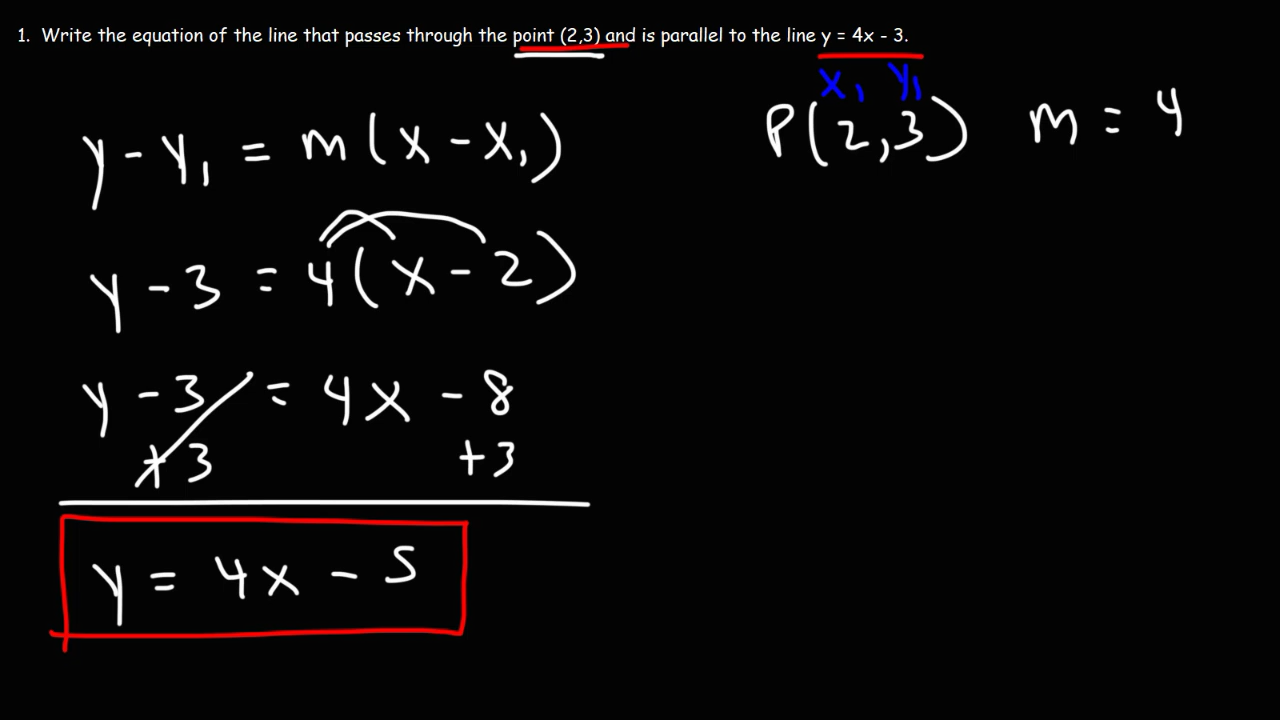 1. Write the equation of the line that passes through the point (2,3) and is parallel to the line y = 4x - 3.
x₁ y₁
P(2,3) m = 4
y - y₁ = m(x - x₁)
y - 3 = 4(x - 2)
y - 3 = 4x - 8
+3 +3
y = 4x - 5